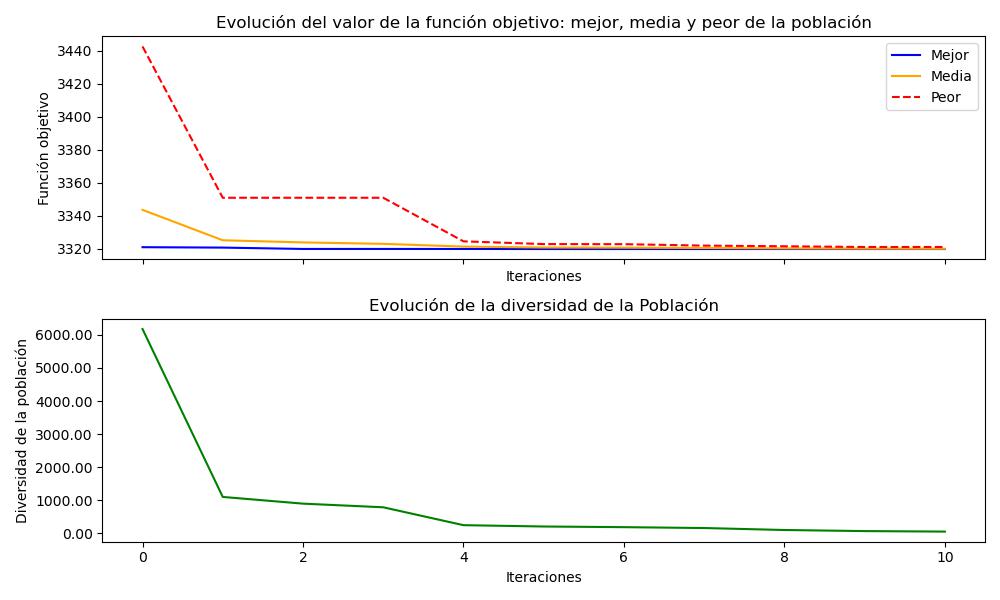 Evolución del valor de la función objetivo: mejor, media y peor de la población
Función objetivo
3440
3420
3400
3380
3360
3340
3320
Mejor
Media
Peor
Iteraciones
Evolución de la diversidad de la Población
Diversidad de la población
6000.00
5000.00
4000.00
3000.00
2000.00
1000.00
0.00
0 2 4 6 8 10
Iteraciones